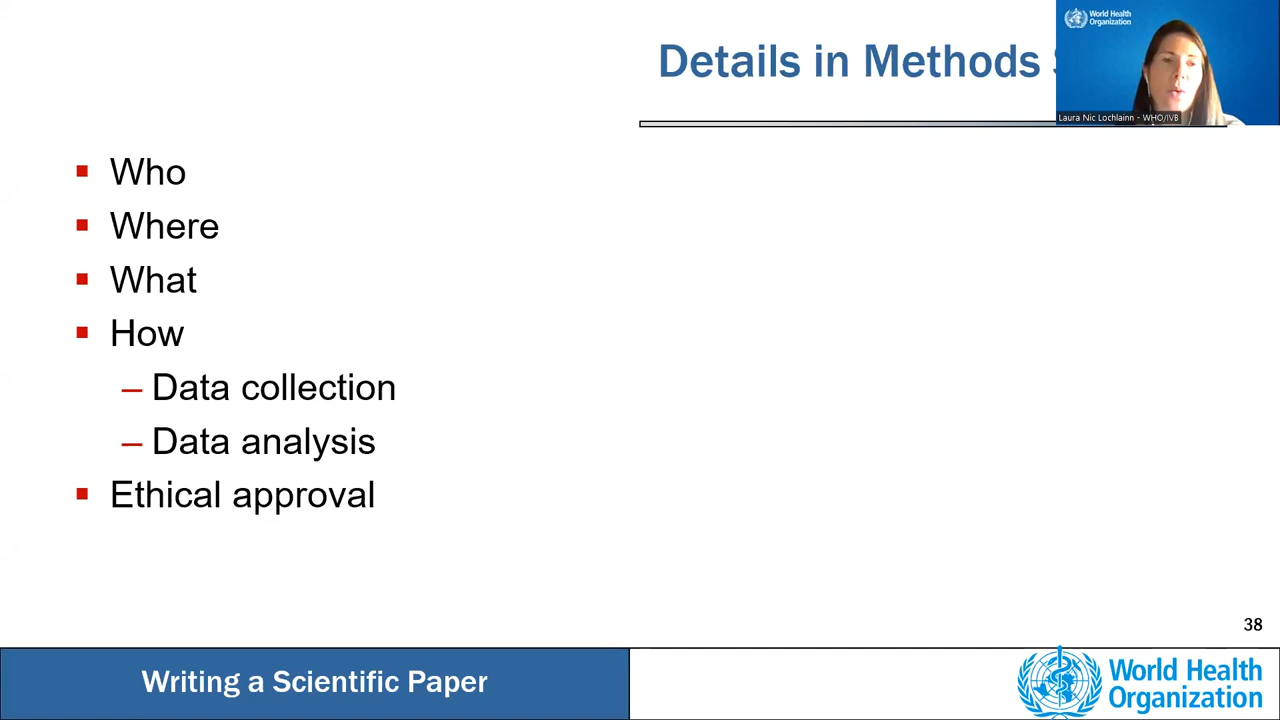 World Health
Organization
Details in Methods
Laura Nic Lochlainn - WHO/IVB
Who
Where
What
How
– Data collection
– Data analysis
Ethical approval
38
Writing a Scientific Paper
World Health
Organization